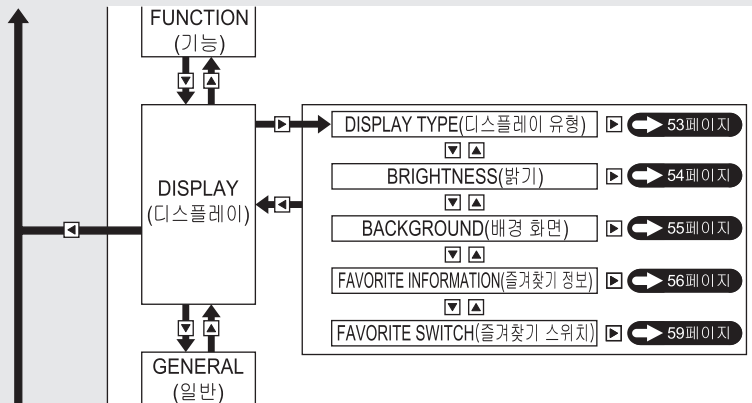 FUNCTION
(기능)
DISPLAY
(디스플레이)
DISPLAY TYPE(디스플레이 유형)
53페이지
BRIGHTNESS(밝기)
54페이지
BACKGROUND(배경 화면)
55페이지
FAVORITE INFORMATION(즐겨찾기 정보)
56페이지
FAVORITE SWITCH(즐겨찾기 스위치)
59페이지
GENERAL
(일반)